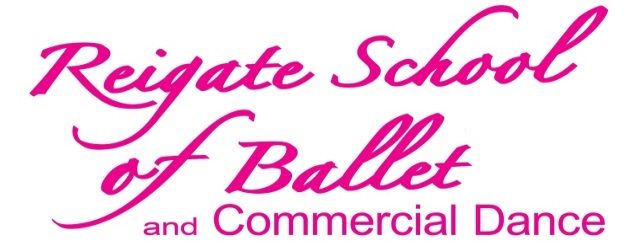 Reigate School
of Ballet
and Commercial Dance